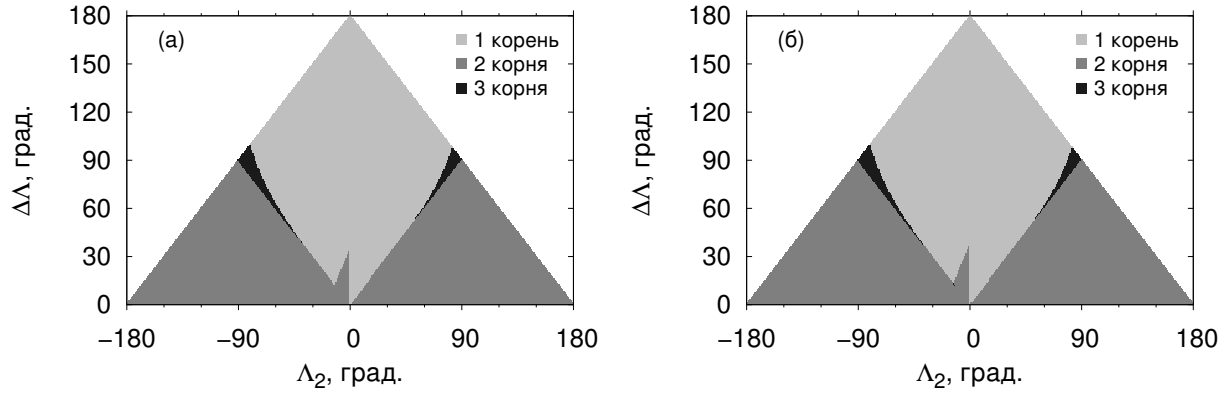 (а)
1 корень
2 корня
3 корня
180
150
120
90
60
30
0
ΔΛ, град.
−180
−90
0
90
180
Λ2, град.
(б)
1 корень
2 корня
3 корня
180
150
120
90
60
30
0
ΔΛ, град.
−180
−90
0
90
180
Λ2, град.